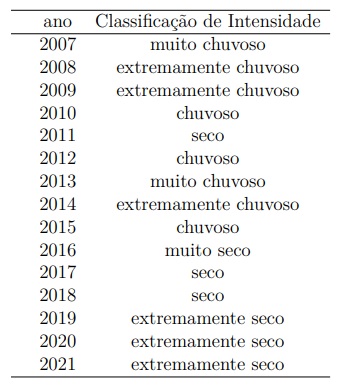 ano Classificação de Intensidade
2007 muito chuvoso
2008 extremamente chuvoso
2009 extremamente chuvoso
2010 chuvoso
2011 seco
2012 chuvoso
2013 muito chuvoso
2014 extremamente chuvoso
2015 chuvoso
2016 muito seco
2017 seco
2018 seco
2019 extremamente seco
2020 extremamente seco
2021 extremamente seco